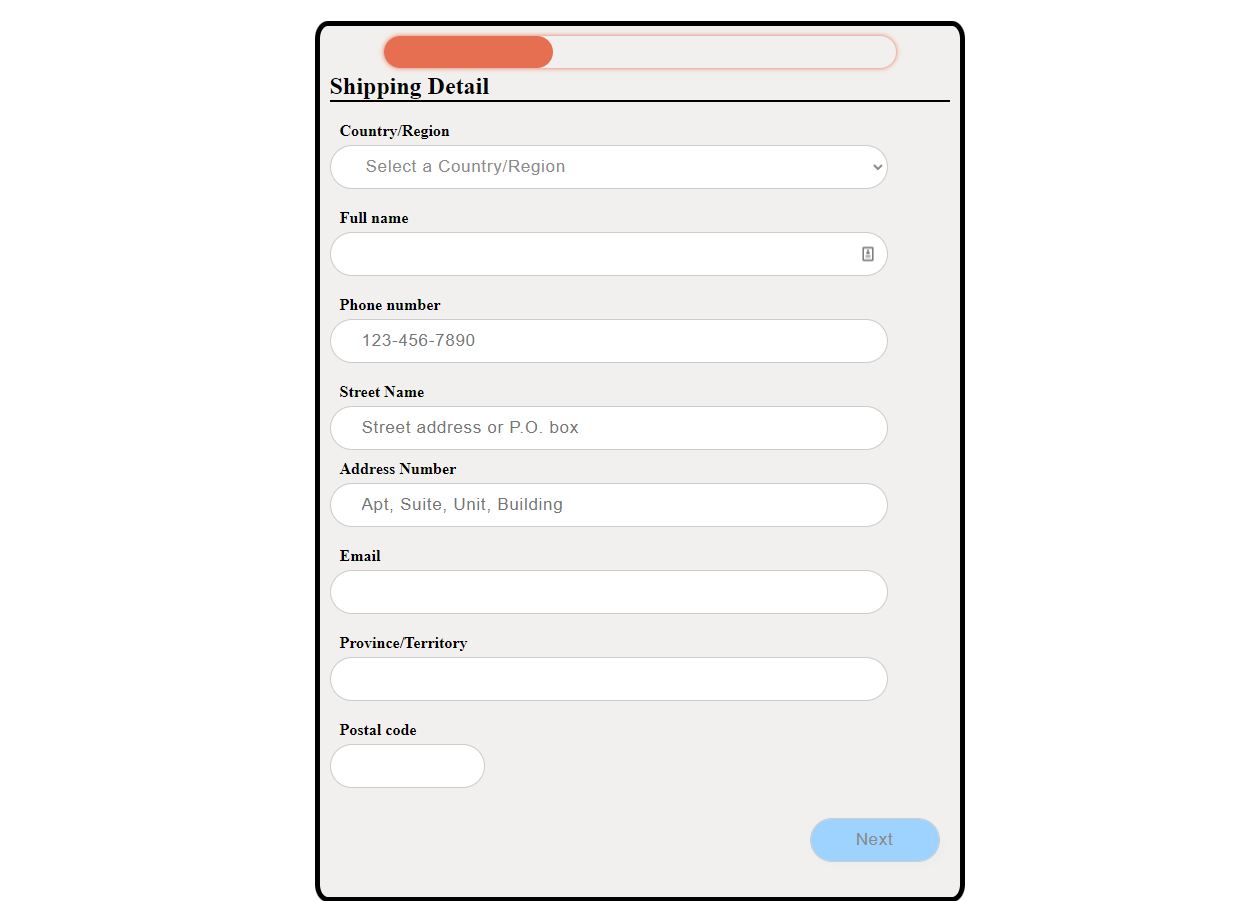 Shipping Detail
Country/Region
Select a Country/Region
Full name
Phone number
123-456-7890
Street Name
Street address or P.O. box
Address Number
Apt, Suite, Unit, Building
Email
Province/Territory
Postal code
Next